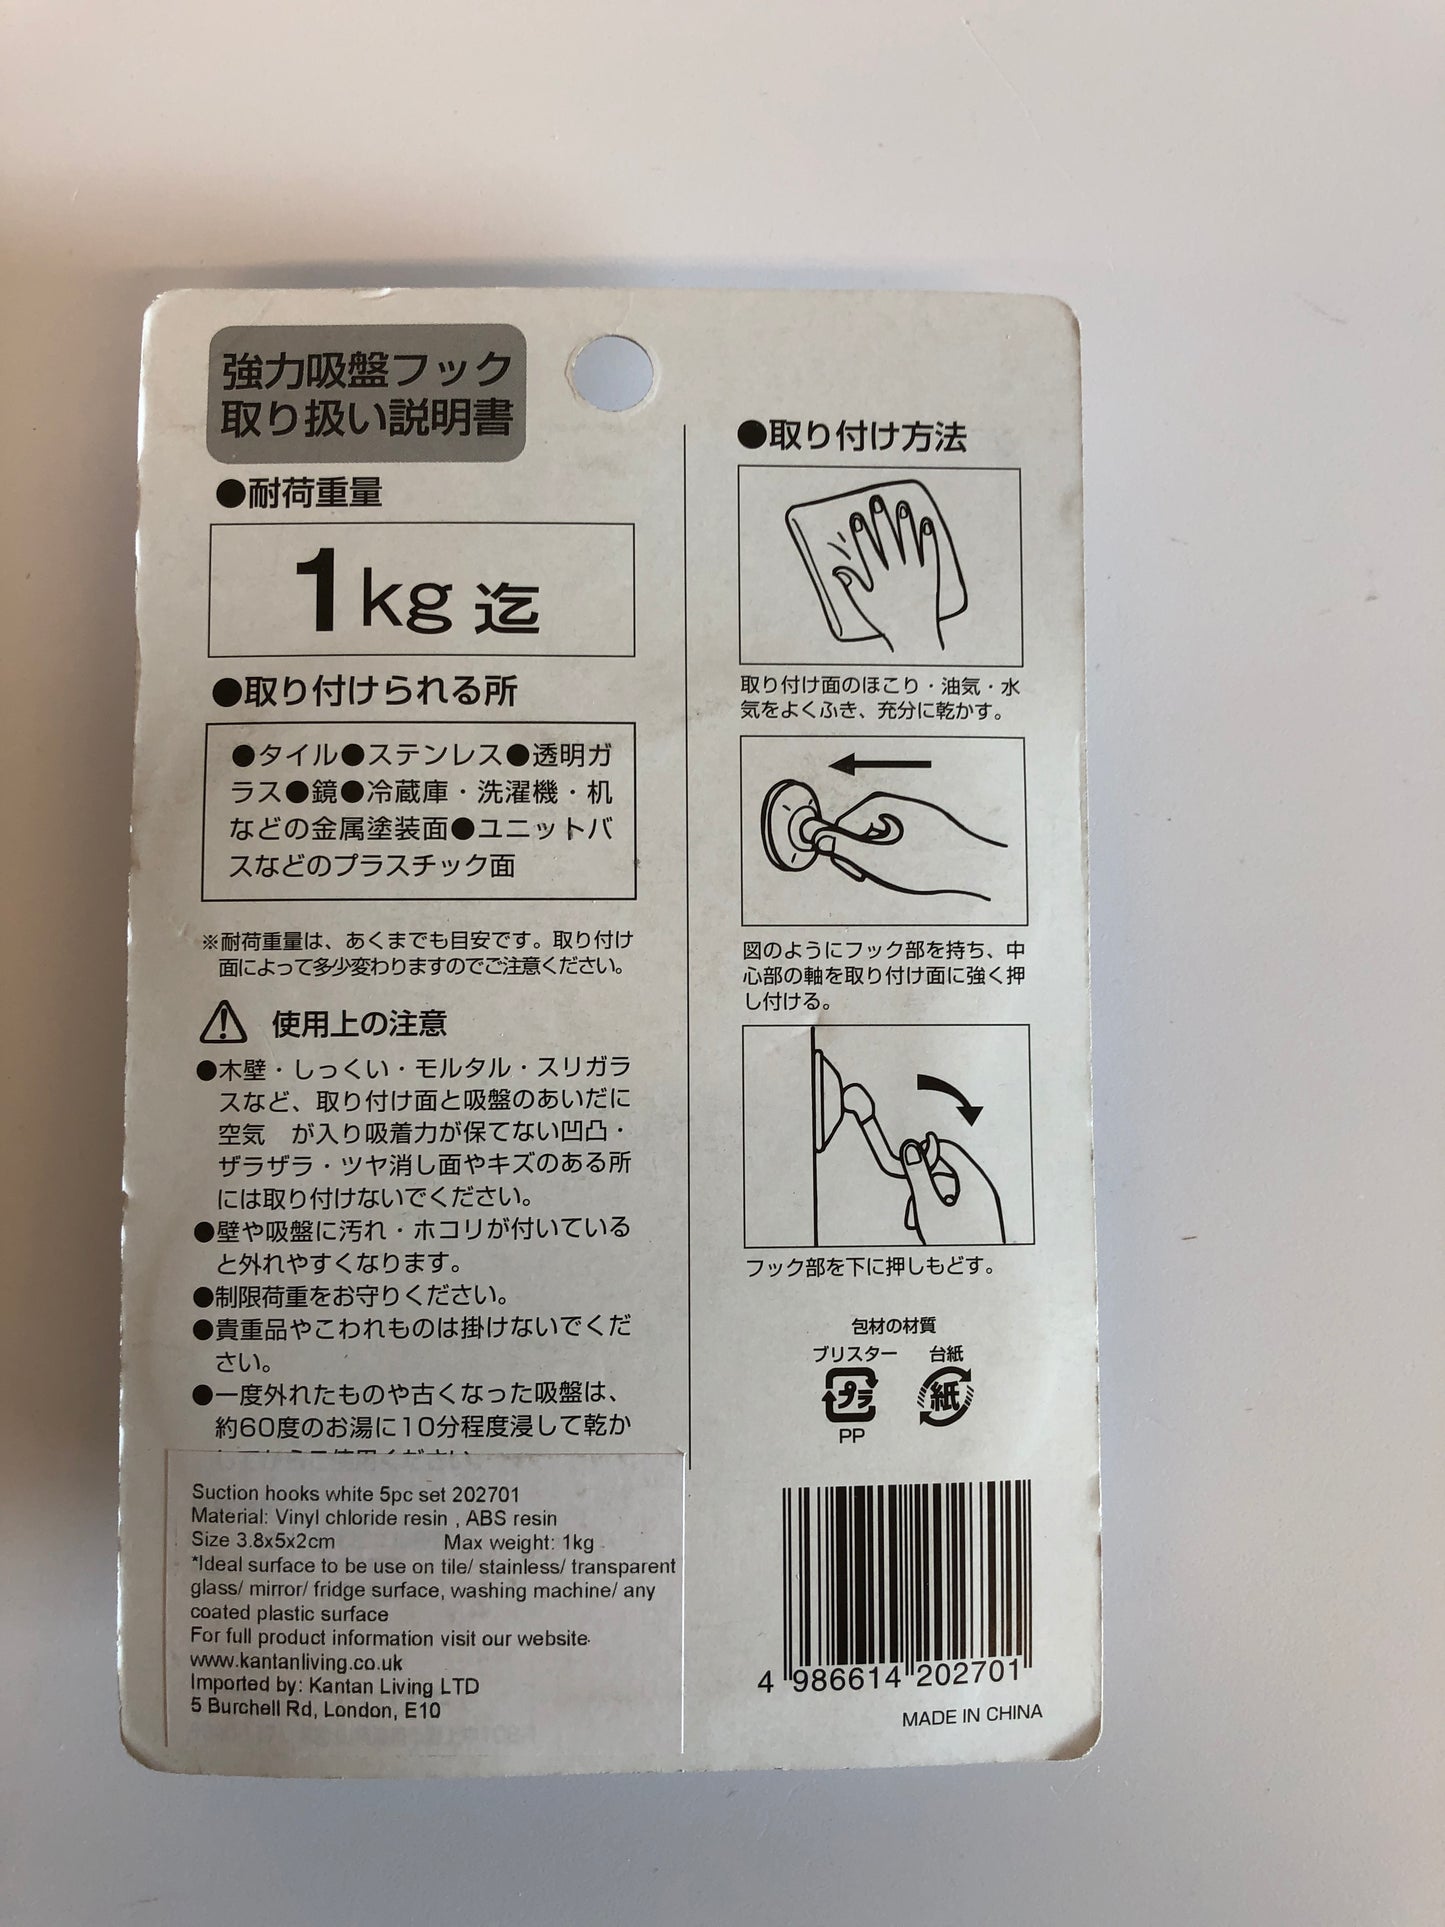 強力吸盤フック
取り扱い説明書
●耐荷重量
1kg 迄
●取り付けられる所
●タイル●ステンレス●透明ガ
ラス●鏡●冷蔵庫・洗濯機・机
などの金属塗装面●ユニットバ
スなどのプラスチック面
※耐荷重量は、あくまでも目安です。取り付け
面によって多少変わりますのでご注意ください。
使用上の注意
●木壁・しっくい・モルタル・スリガラ
スなど、取り付け面と吸盤のあいだに
空気　が入り吸着力が保てない凹凸・
ザラザラ・ツヤ消し面やキズのある所
には取り付けないでください。
●壁や吸盤に汚れ・ホコリが付いている
と外れやすくなります。
●制限荷重をお守りください。
●貴重品やこわれものは掛けないでくだ
さい。
●一度外れたものや古くなった吸盤は、
約60度のお湯に10分程度浸して乾か
Suction hooks white 5pc set 202701
Material: Vinyl chloride resin , ABS resin
Size 3.8x5x2cm Max weight: 1kg
*Ideal surface to be use on tile/ stainless/ transparent
glass/ mirror/ fridge surface, washing machine/ any
coated plastic surface
For full product information visit our website
www.kantanliving.co.uk
Imported by: Kantan Living LTD
5 Burchell Rd, London, E10
●取り付け方法
取り付け面のほこり・油気・水
気をよくふき、充分に乾かす。
図のようにフック部を持ち、中
心部の軸を取り付け面に強く押
し付ける。
フック部を下に押しもどす。
包材の材質
ブリスター 台紙
プラ 紙
PP
4 986614 202701
MADE IN CHINA